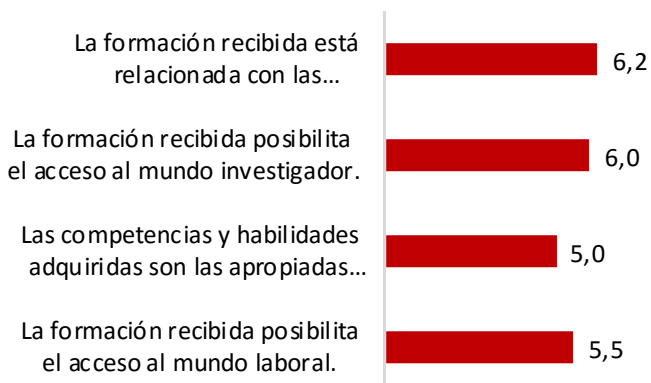 La formación recibida está
relacionada con las...
6,2
La formación recibida posibilita
el acceso al mundo investigador.
6,0
Las competencias y habilidades
adquiridas son las apropiadas...
5,0
La formación recibida posibilita
el acceso al mundo laboral.
5,5